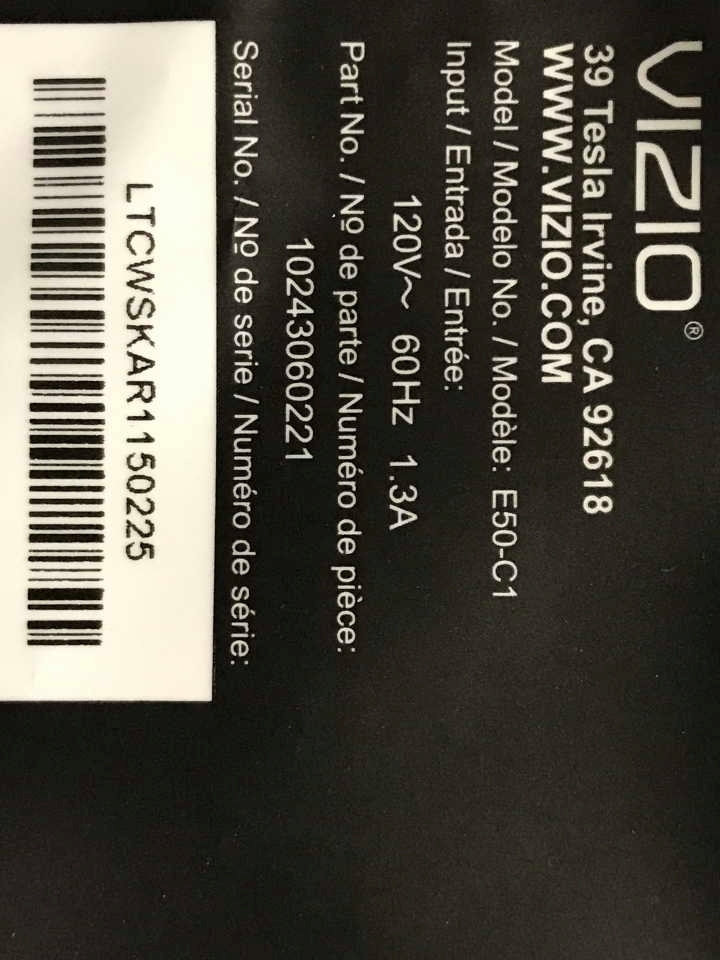 VIZIO®
39 Tesla Irvine, CA 92618
WWW.VIZIO.COM
Model / Modelo No. / Modèle: E50-C1
Input / Entrada / Entrée:
120V~ 60Hz 1.3A
Part No. / Nº de parte / Numéro de pièce:
10243060221
Serial No. / Nº de serie / Numéro de série:
LTCWSKAR1150225